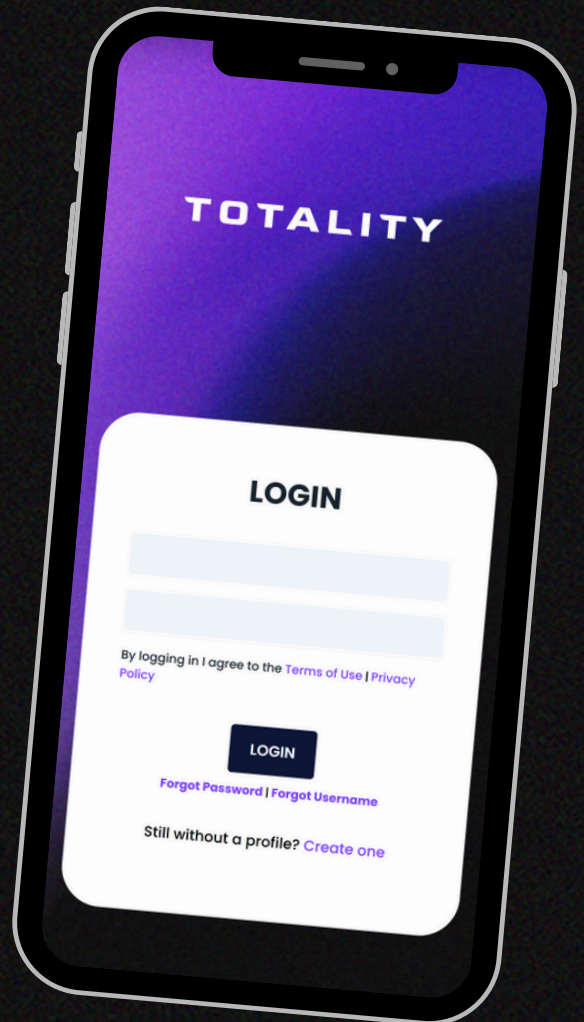 TOTALITY
LOGIN
By logging in I agree to the Terms of Use | Privacy
Policy
LOGIN
Forgot Password | Forgot Username
Still without a profile? Create one